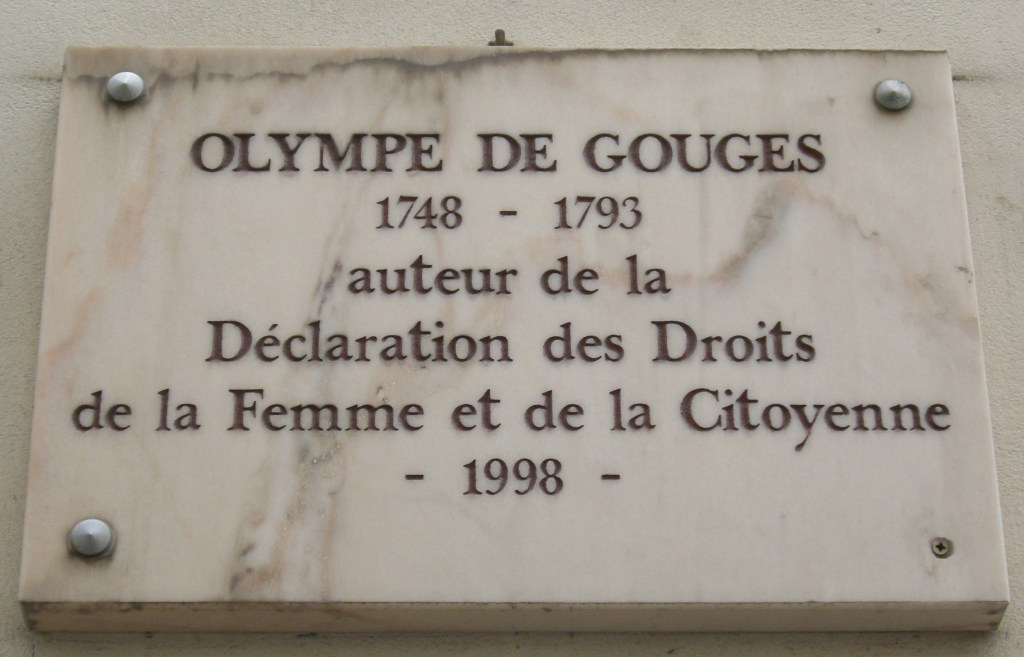 OLYMPE DE GOUGES
1748 - 1793
auteur de la
Déclaration des Droits
de la Femme et de la Citoyenne
- 1998 -